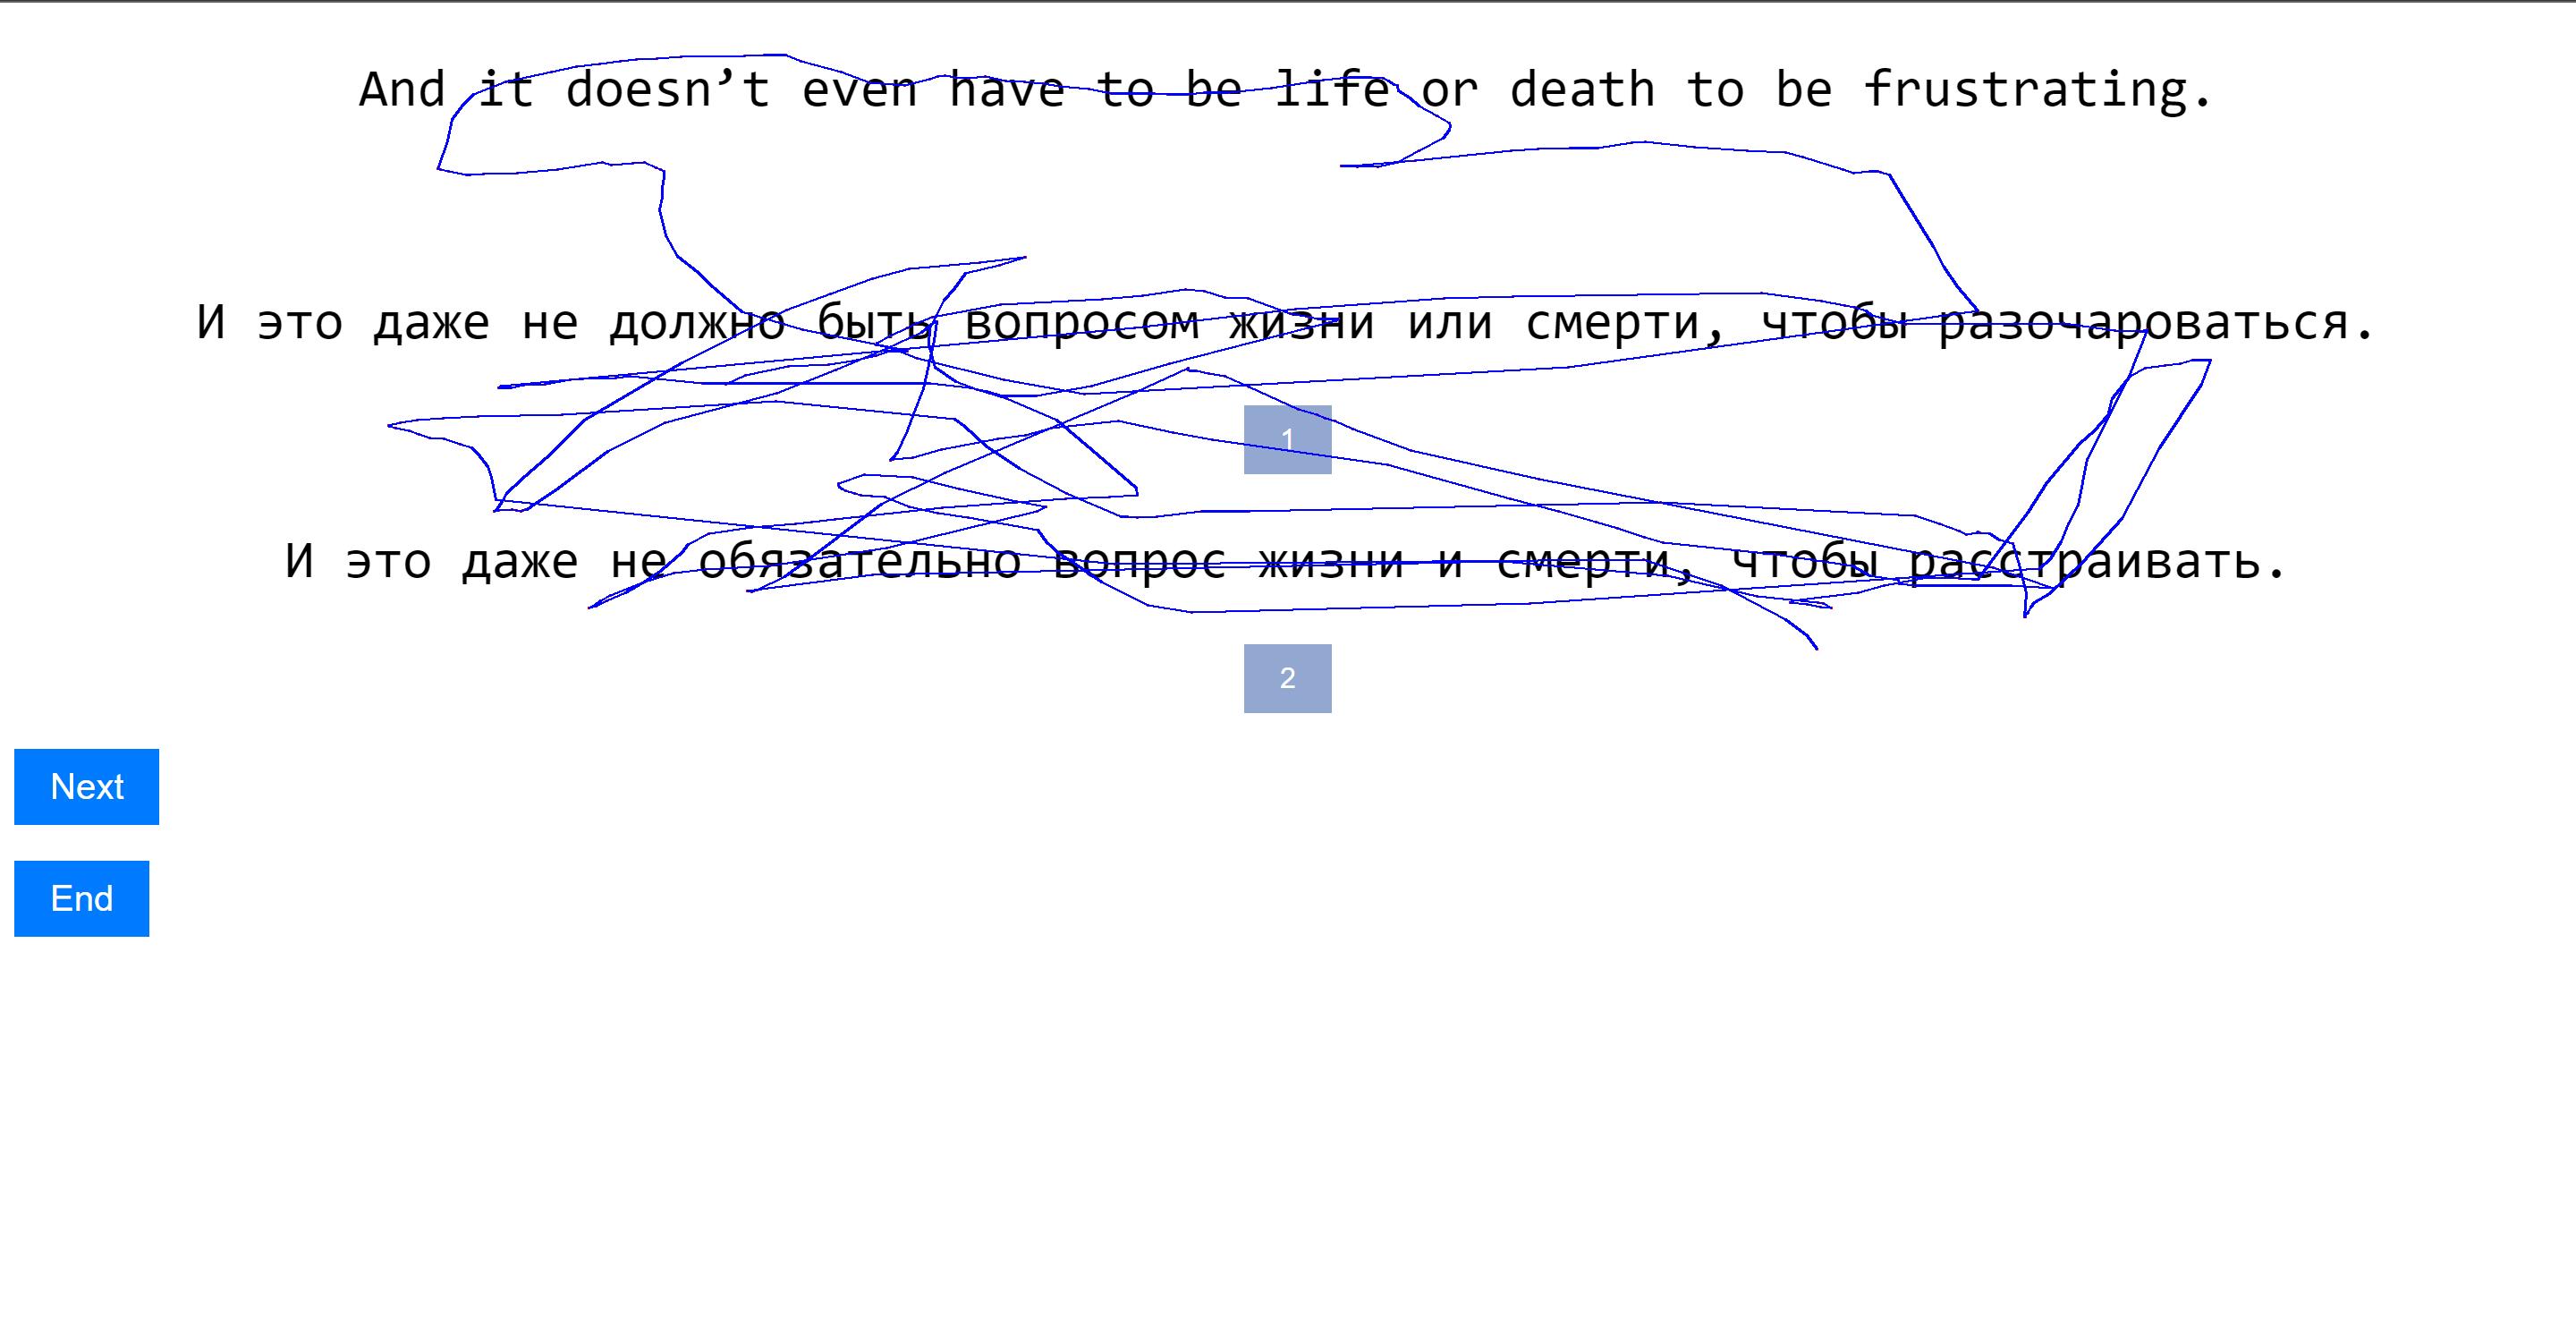 And it doesn’t even have to be life or death to be frustrating.
И это даже не должно быть вопросом жизни или смерти, чтобы разочароваться.
1
И это даже не обязательно вопрос жизни и смерти, чтобы расстраивать.
2
Next
End